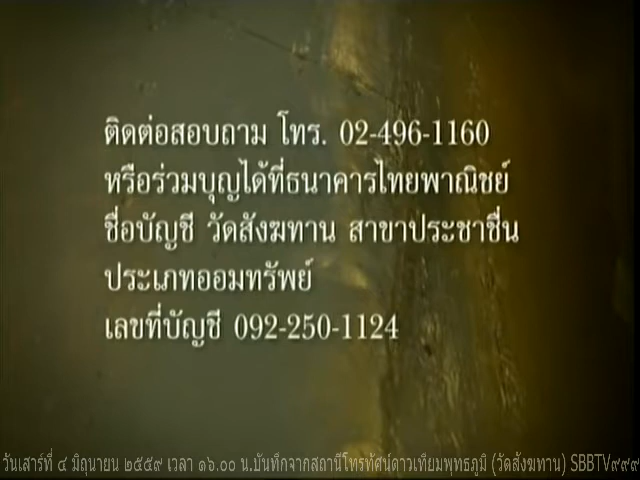 ติดต่อสอบถาม โทร. 02-496-1160
หรือร่วมบุญได้ที่ธนาคารไทยพาณิชย์
ชื่อบัญชี วัดสังฆทาน สาขาประชาชื่น
ประเภทออมทรัพย์
เลขที่บัญชี 092-250-1124
วันเสาร์ที่ ๔ มิถุนายน ๒๕๕๙ เวลา ๑๖.๐๐ น.บันทึกจากสถานีโทรทัศน์ดาวเทียมพุทธภูมิ (วัดสังฆทาน) SBBTV๙๙๙